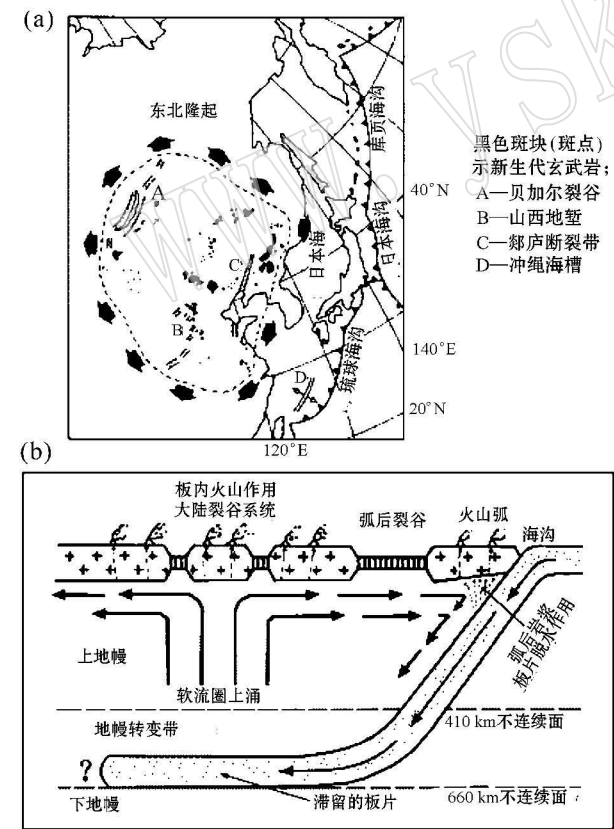 (a)
东北隆起
A
B
C
D
日本海
库页海沟
日本海沟
琉球海沟
40°N
140°E
20°N
120°E
黑色斑块(斑点)
示新生代玄武岩;
A—贝加尔裂谷
B—山西地堑
C—郯庐断裂带
D—冲绳海槽
WWW.YSK
(b)
板内火山作用
大陆裂谷系统
弧后裂谷
火山弧
海沟
弧后岩浆
板片脱水作用
上地幔
软流圈上涌
410 km不连续面
地幔转变带
?
下地幔
滞留的板片
660 km不连续面